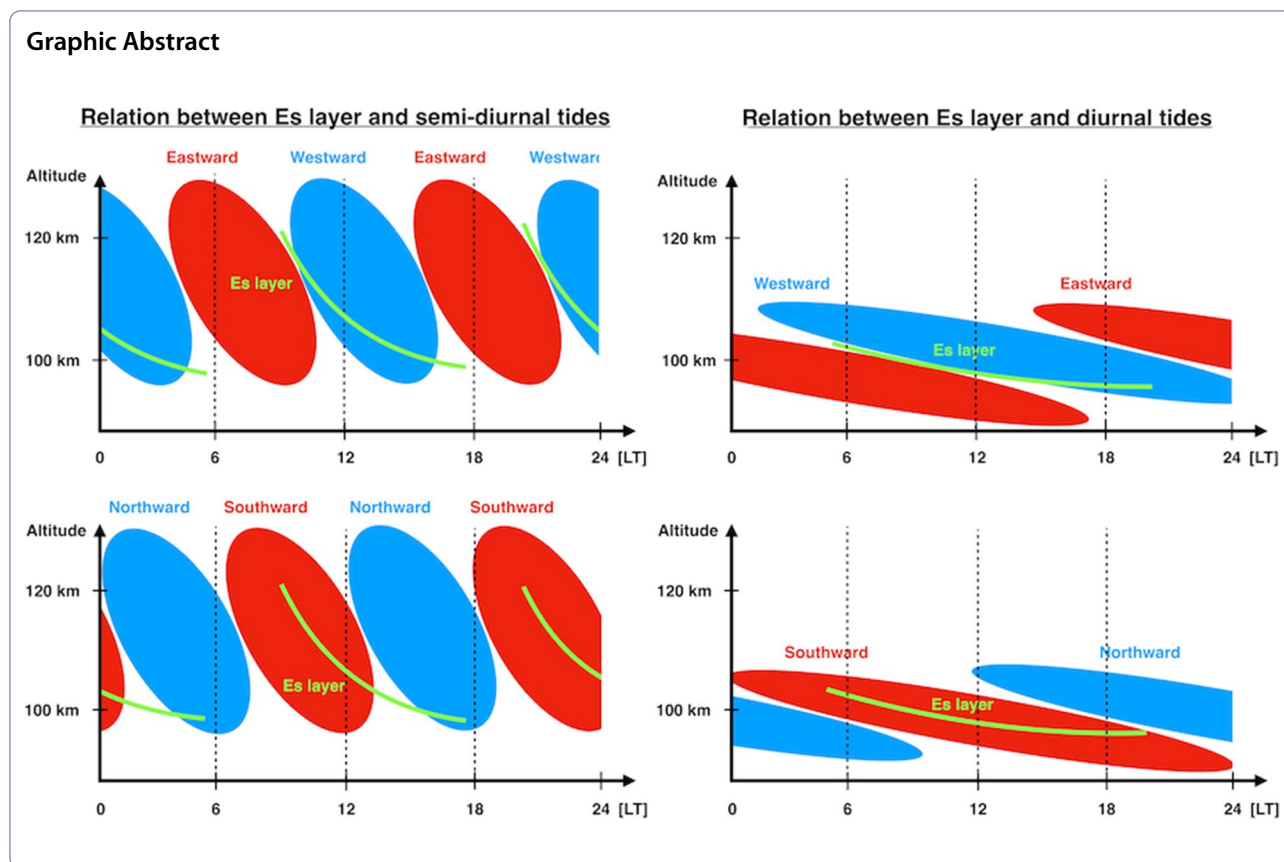 Graphic Abstract
Relation between Es layer and semi-diurnal tides
Eastward Westward Eastward Westward
Altitude
120 km
Es layer
100 km
0 6 12 18 24 [LT]
Relation between Es layer and diurnal tides
Altitude
120 km
Westward Eastward
Es layer
100 km
0 6 12 18 24 [LT]
Northward Southward Northward Southward
Altitude
120 km
Es layer
100 km
0 6 12 18 24 [LT]
Altitude
120 km
Southward Northward
Es layer
100 km
0 6 12 18 24 [LT]